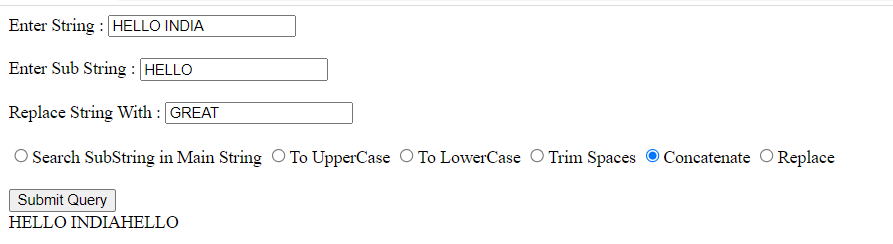 Enter String : HELLO INDIA
Enter Sub String : HELLO
Replace String With : GREAT
Search SubString in Main String To UpperCase To LowerCase Trim Spaces Concatenate Replace
Submit Query
HELLO INDIAHELLO